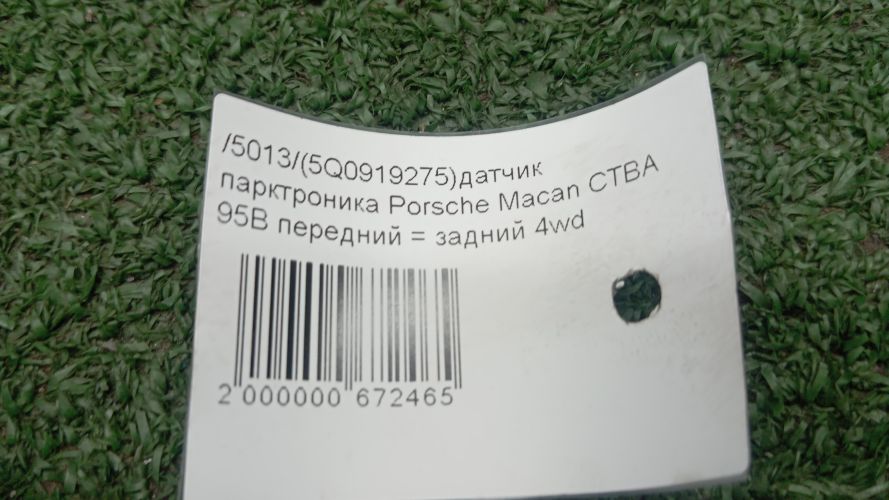 /5013/(5Q0919275)датчик
парктроника Porsche Macan CTBA
95B передний = задний 4wd
2 000000 672465